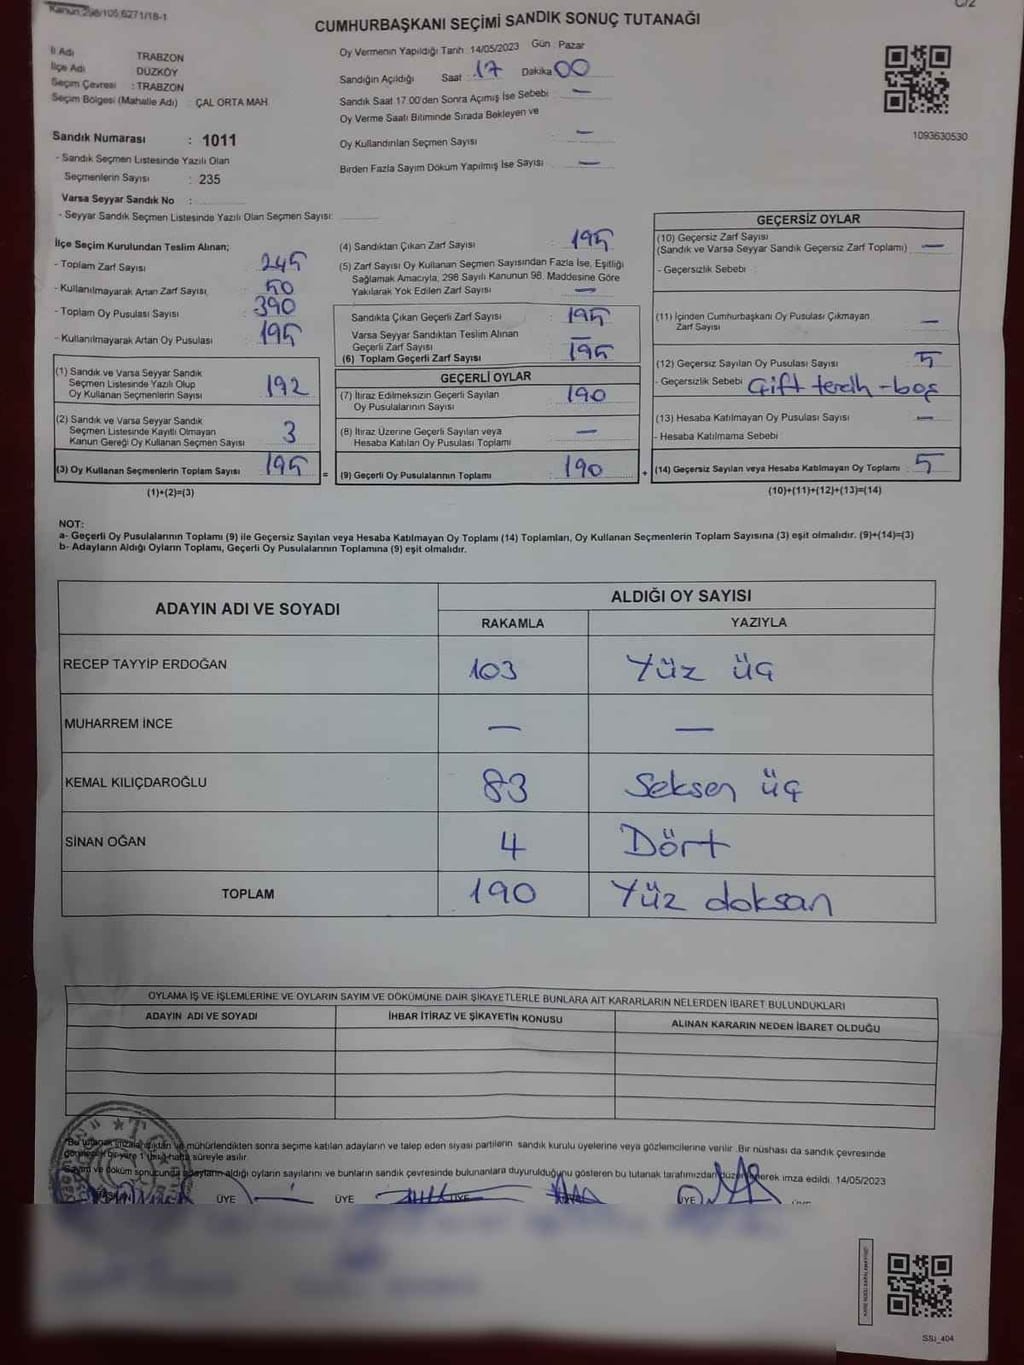 Kanun:298/105,6271/18-1
C/2
CUMHURBAŞKANI SEÇİMİ SANDIK SONUÇ TUTANAĞI
İl Adı TRABZON
İlçe Adı DÜZKÖY
Seçim Çevresi : TRABZON
Seçim Bölgesi (Mahalle Adı) : ÇAL ORTA MAH.
Oy Vermenin Yapıldığı Tarih :14/05/2023 Gün : Pazar
Sandığın Açıldığı Saat : 17 Dakika 00
Sandık Saat 17.00'den Sonra Açımış İse Sebebi : —
Oy Verme Saati Bitiminde Sırada Bekleyen ve
Oy Kullandırılan Seçmen Sayısı —
Birden Fazla Sayım Döküm Yapılmış İse Sayısı —
1093630530
Sandık Numarası : 1011
- Sandık Seçmen Listesinde Yazılı Olan
Seçmenlerin Sayısı : 235
Varsa Seyyar Sandık No :
- Seyyar Sandık Seçmen Listesinde Yazılı Olan Seçmen Sayısı:
İlçe Seçim Kurulundan Teslim Alınan;
- Toplam Zarf Sayısı 245
- Kullanılmayarak Artan Zarf Sayısı 50
- Toplam Oy Pusulası Sayısı 390
- Kullanılmayarak Artan Oy Pusulası 195
(1) Sandık ve Varsa Seyyar Sandık
Seçmen Listesinde Yazılı Olup
Oy Kullanan Seçmenlerin Sayısı 192
(2) Sandık ve Varsa Seyyar Sandık
Seçmen Listesinde Kayıtlı Olmayan
Kanun Gereği Oy Kullanan Seçmen Sayısı 3
(3) Oy Kullanan Seçmenlerin Toplam Sayısı 195
(1)+(2)=(3)
(4) Sandıktan Çıkan Zarf Sayısı : 195
(5) Zarf Sayısı Oy Kullanan Seçmen Sayısından Fazla İse, Eşitliği
Sağlamak Amacıyla, 298 Sayılı Kanunun 98. Maddesine Göre
Yakılarak Yok Edilen Zarf Sayısı —
Sandıkta Çıkan Geçerli Zarf Sayısı : 195
Varsa Seyyar Sandıktan Teslim Alınan
Geçerli Zarf Sayısı —
(6) Toplam Geçerli Zarf Sayısı : 195
GEÇERLİ OYLAR
(7) İtiraz Edilmeksizin Geçerli Sayılan
Oy Pusulalarının Sayısı : 190
(8) İtiraz Üzerine Geçerli Sayılan veya
Hesaba Katılan Oy Pusulası Toplamı —
= (9) Geçerli Oy Pusulalarının Toplamı : 190
GEÇERSİZ OYLAR
(10) Geçersiz Zarf Sayısı
(Sandık ve Varsa Seyyar Sandık Geçersiz Zarf Toplamı) —
- Geçersizlik Sebebi :
(11) İçinden Cumhurbaşkanı Oy Pusulası Çıkmayan
Zarf Sayısı —
(12) Geçersiz Sayılan Oy Pusulası Sayısı : 5
- Geçersizlik Sebebi : Çift tercih - boş
(13) Hesaba Katılmayan Oy Pusulası Sayısı : —
- Hesaba Katılmama Sebebi
+ (14) Geçersiz Sayılan veya Hesaba Katılmayan Oy Toplamı : 5
(10)+(11)+(12)+(13)=(14)
NOT:
a- Geçerli Oy Pusulalarının Toplamı (9) ile Geçersiz Sayılan veya Hesaba Katılmayan Oy Toplamı (14) Toplamları, Oy Kullanan Seçmenlerin Toplam Sayısına (3) eşit olmalıdır. (9)+(14)=(3)
b- Adayların Aldığı Oyların Toplamı, Geçerli Oy Pusulalarının Toplamına (9) eşit olmalıdır.
ADAYIN ADI VE SOYADI ALDIĞI OY SAYISI
RAKAMLA YAZIYLA
RECEP TAYYİP ERDOĞAN 103 Yüz üç
MUHARREM İNCE — —
KEMAL KILIÇDAROĞLU 83 Seksen üç
SİNAN OĞAN 4 Dört
TOPLAM 190 Yüz doksan
OYLAMA İŞ VE İŞLEMLERİNE VE OYLARIN SAYIM VE DÖKÜMÜNE DAİR ŞİKAYETLERLE BUNLARA AİT KARARLARIN NELERDEN İBARET BULUNDUKLARI
ADAYIN ADI VE SOYADI İHBAR İTİRAZ VE ŞİKAYETİN KONUSU ALINAN KARARIN NEDEN İBARET OLDUĞU
*Bu tutanak imzalandıktan ve mühürlendikten sonra seçime katılan adayların ve talep eden siyasi partilerin sandık kurulu üyelerine veya gözlemcilerine verilir. Bir nüshası da sandık çevresinde
görülecek bir yere 1 (bir) hafta süreyle asılır.
Sayım ve döküm sonucunda adayların aldığı oyların sayılarını ve bunların sandık çevresinde bulunanlara duyurulduğunu gösteren bu tutanak tarafımızdan düzenlenerek imza edildi. 14/05/2023
BAŞKAN ÜYE ÜYE ÜYE ÜYE
SSI_404